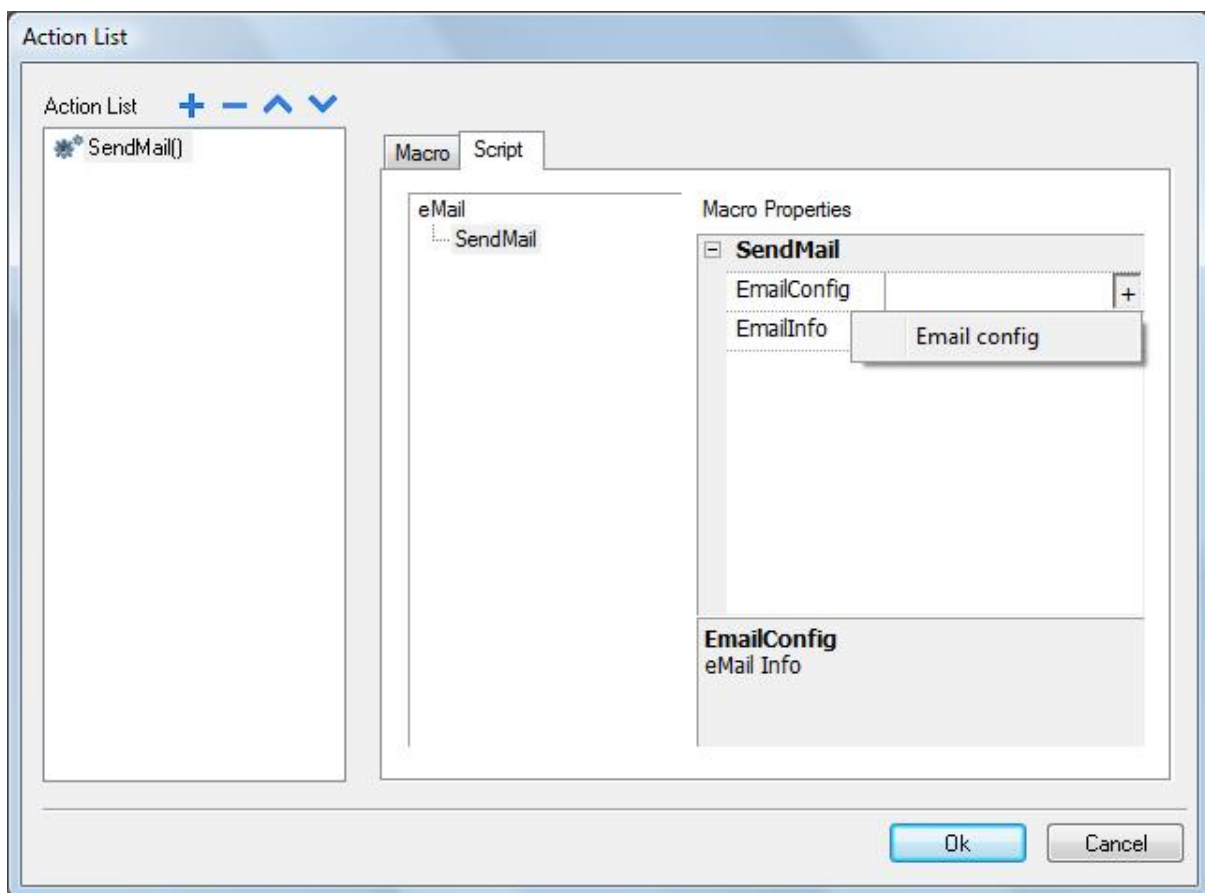 Action List
Action List
SendMail()
Macro
Script
eMail
SendMail
Macro Properties
SendMail
EmailConfig
+
EmailInfo
Email config
EmailConfig
eMail Info
Ok
Cancel